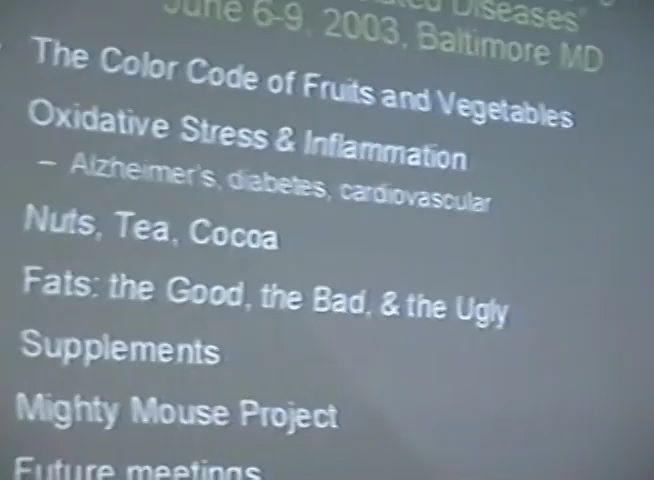 Diseases"
June 6-9, 2003, Baltimore MD
The Color Code of Fruits and Vegetables
Oxidative Stress & Inflammation
– Alzheimer's, diabetes, cardiovascular
Nuts, Tea, Cocoa
Fats: the Good, the Bad, & the Ugly
Supplements
Mighty Mouse Project
Future meetings